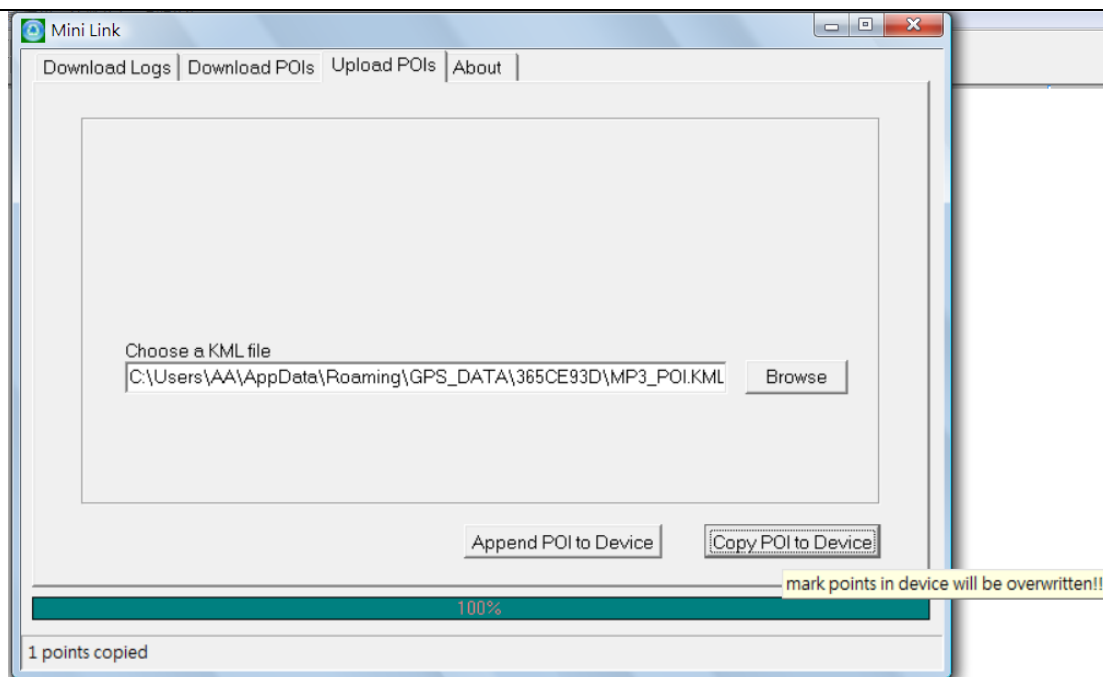 Mini Link
Download Logs Download POIs Upload POIs About
Choose a KML file
C:\Users\AA\AppData\Roaming\GPS_DATA\365CE93D\MP3_POI.KML Browse
Append POI to Device Copy POI to Device
mark points in device will be overwritten!!
100%
1 points copied